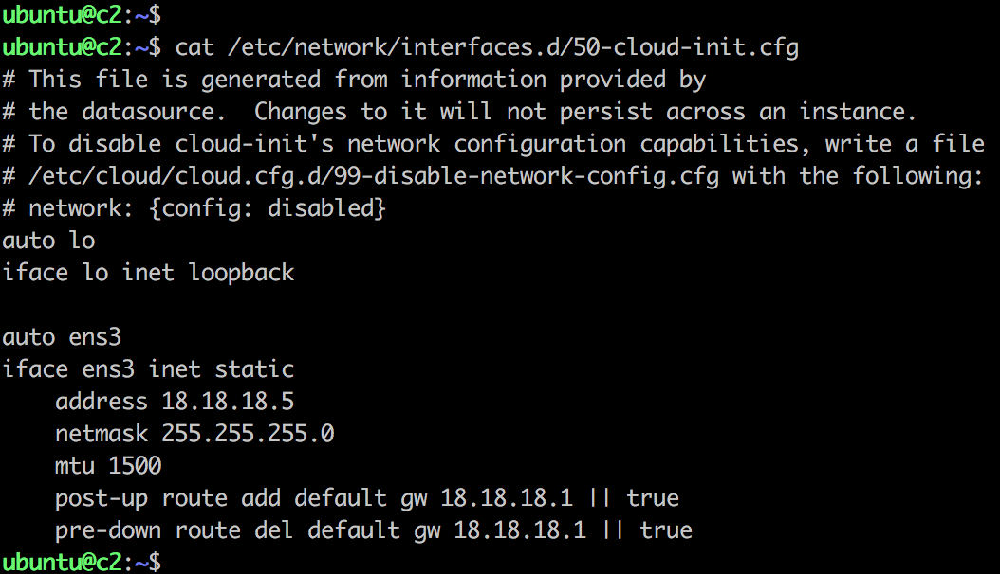 ubuntu@c2:~$
ubuntu@c2:~$ cat /etc/network/interfaces.d/50-cloud-init.cfg
# This file is generated from information provided by
# the datasource.  Changes to it will not persist across an instance.
# To disable cloud-init's network configuration capabilities, write a file
# /etc/cloud/cloud.cfg.d/99-disable-network-config.cfg with the following:
# network: {config: disabled}
auto lo
iface lo inet loopback

auto ens3
iface ens3 inet static
    address 18.18.18.5
    netmask 255.255.255.0
    mtu 1500
    post-up route add default gw 18.18.18.1 || true
    pre-down route del default gw 18.18.18.1 || true
ubuntu@c2:~$